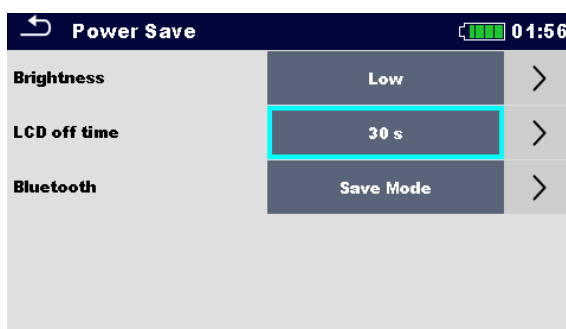 Power Save 01:56
Brightness Low
LCD off time 30 s
Bluetooth Save Mode